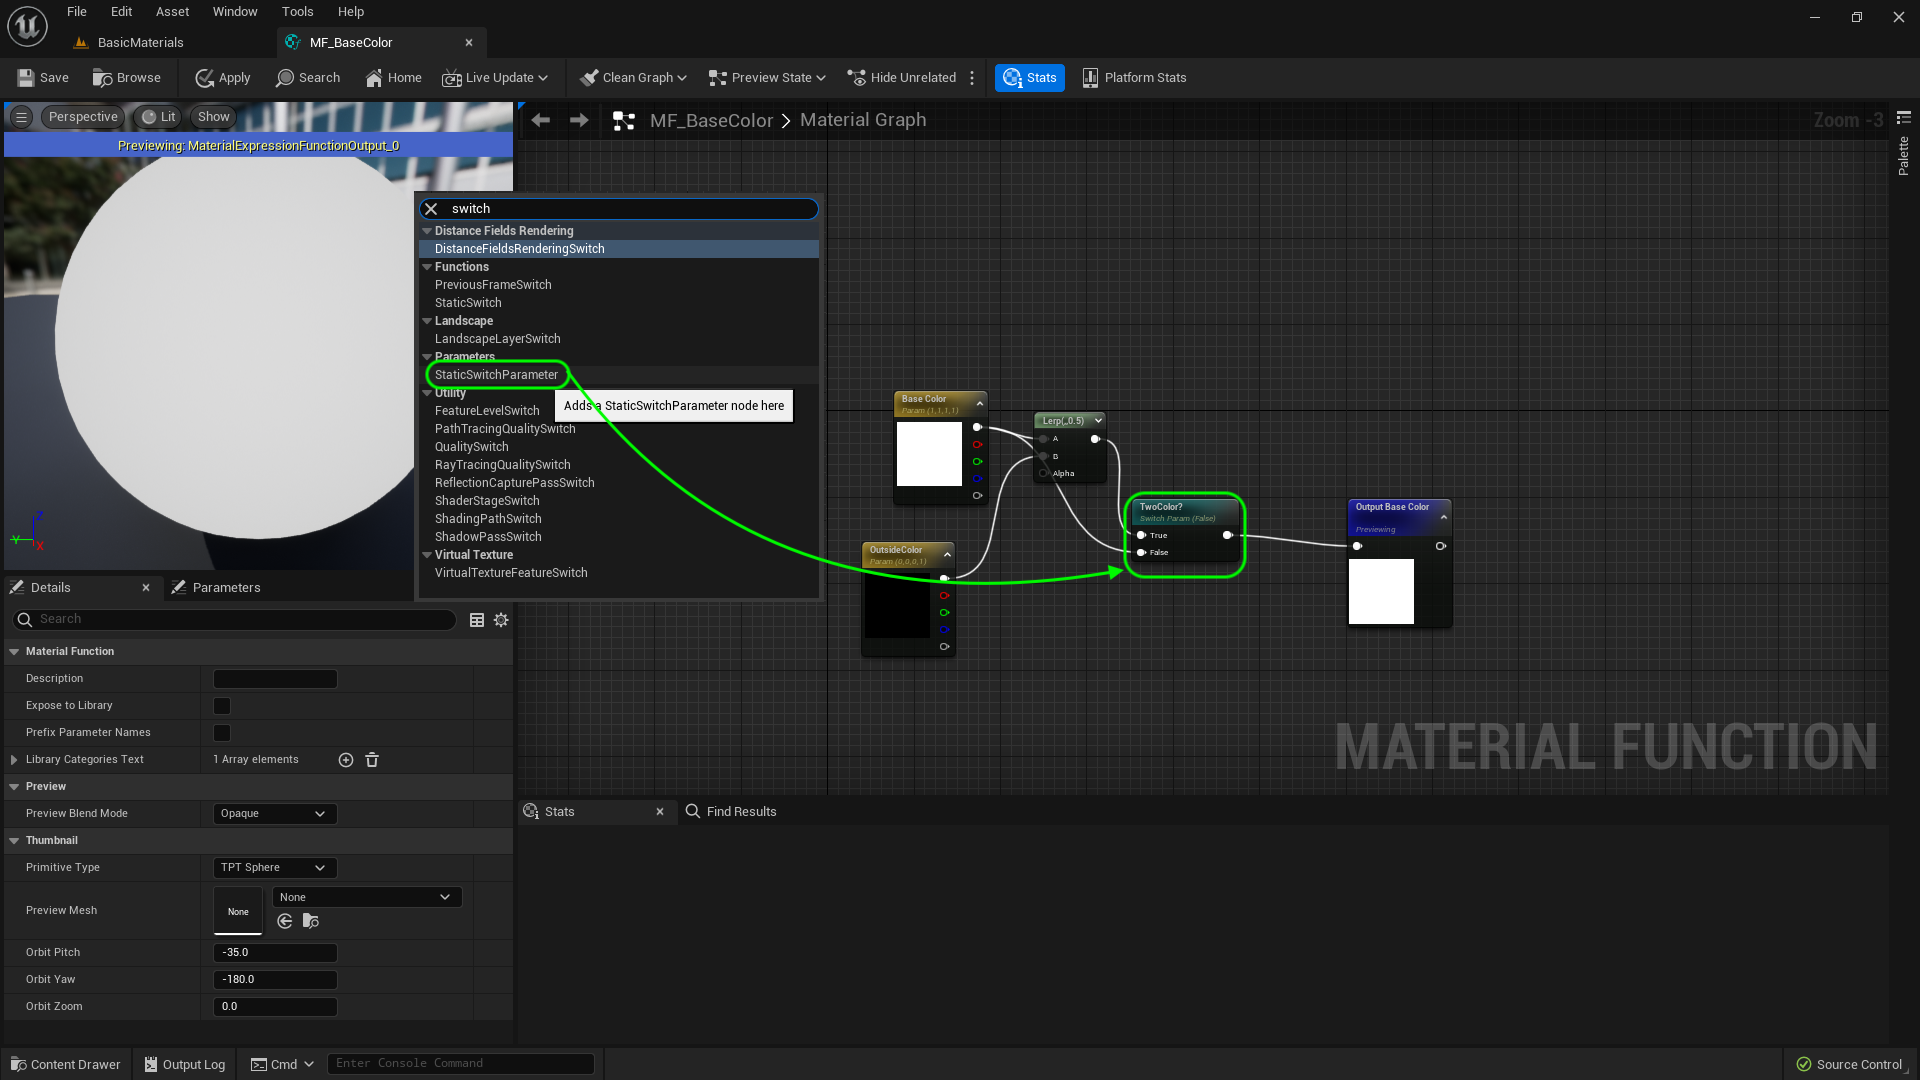 File Edit Asset Window Tools Help
BasicMaterials
MF_BaseColor
Save Browse Apply Search Home Live Update Clean Graph Preview State Hide Unrelated Stats Platform Stats
Perspective Lit Show
Previewing: MaterialExpressionFunctionOutput_0
MF_BaseColor > Material Graph
Zoom -3
Palette
switch
Distance Fields Rendering
DistanceFieldsRenderingSwitch
Functions
PreviousFrameSwitch
StaticSwitch
Landscape
LandscapeLayerSwitch
Parameters
StaticSwitchParameter
Adds a StaticSwitchParameter node here
Utility
FeatureLevelSwitch
PathTracingQualitySwitch
QualitySwitch
RayTracingQualitySwitch
ReflectionCapturePassSwitch
ShaderStageSwitch
ShadingPathSwitch
ShadowPassSwitch
Virtual Texture
VirtualTextureFeatureSwitch
Z
Y
X
Base Color
Param (1,1,1,1)
Lerp(,,0.5)
A
B
Alpha
TwoColor?
Switch Param (False)
True
False
Output Base Color
Previewing
OutsideColor
Param (0,0,0,1)
MATERIAL FUNCTION
Details
Parameters
Search
Material Function
Description
Expose to Library
Prefix Parameter Names
Library Categories Text 1 Array elements
Preview
Preview Blend Mode Opaque
Thumbnail
Primitive Type TPT Sphere
Preview Mesh None None
Orbit Pitch -35.0
Orbit Yaw -180.0
Orbit Zoom 0.0
Stats
Find Results
Content Drawer Output Log Cmd Enter Console Command Source Control